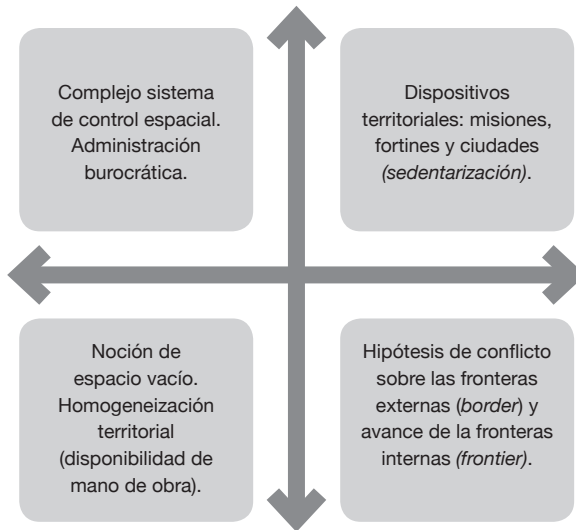 Complejo sistema
de control espacial.
Administración
burocrática.
Dispositivos
territoriales: misiones,
fortines y ciudades
(sedentarización).
Noción de
espacio vacío.
Homogeneización
territorial
(disponibilidad de
mano de obra).
Hipótesis de conflicto
sobre las fronteras
externas (border) y
avance de la fronteras
internas (frontier).